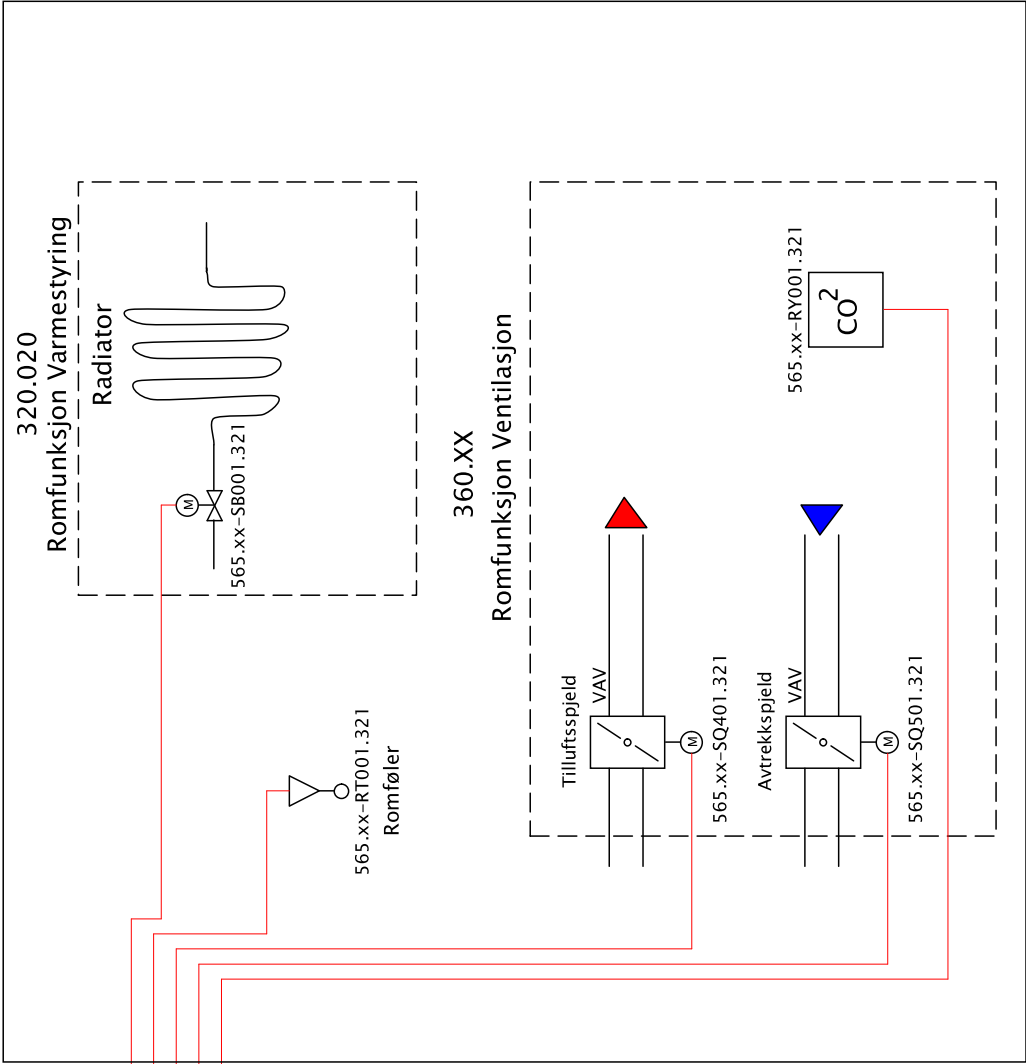 320.020
Romfunksjon Varmestyring
Radiator
M
565.xx-SB001.321
565.xx-RT001.321
Romføler
360.XX
Romfunksjon Ventilasjon
Tilluftsspjeld
VAV
M
565.xx-SQ401.321
Avtrekkspjeld
VAV
M
565.xx-SQ501.321
565.xx-RY001.321
CO²